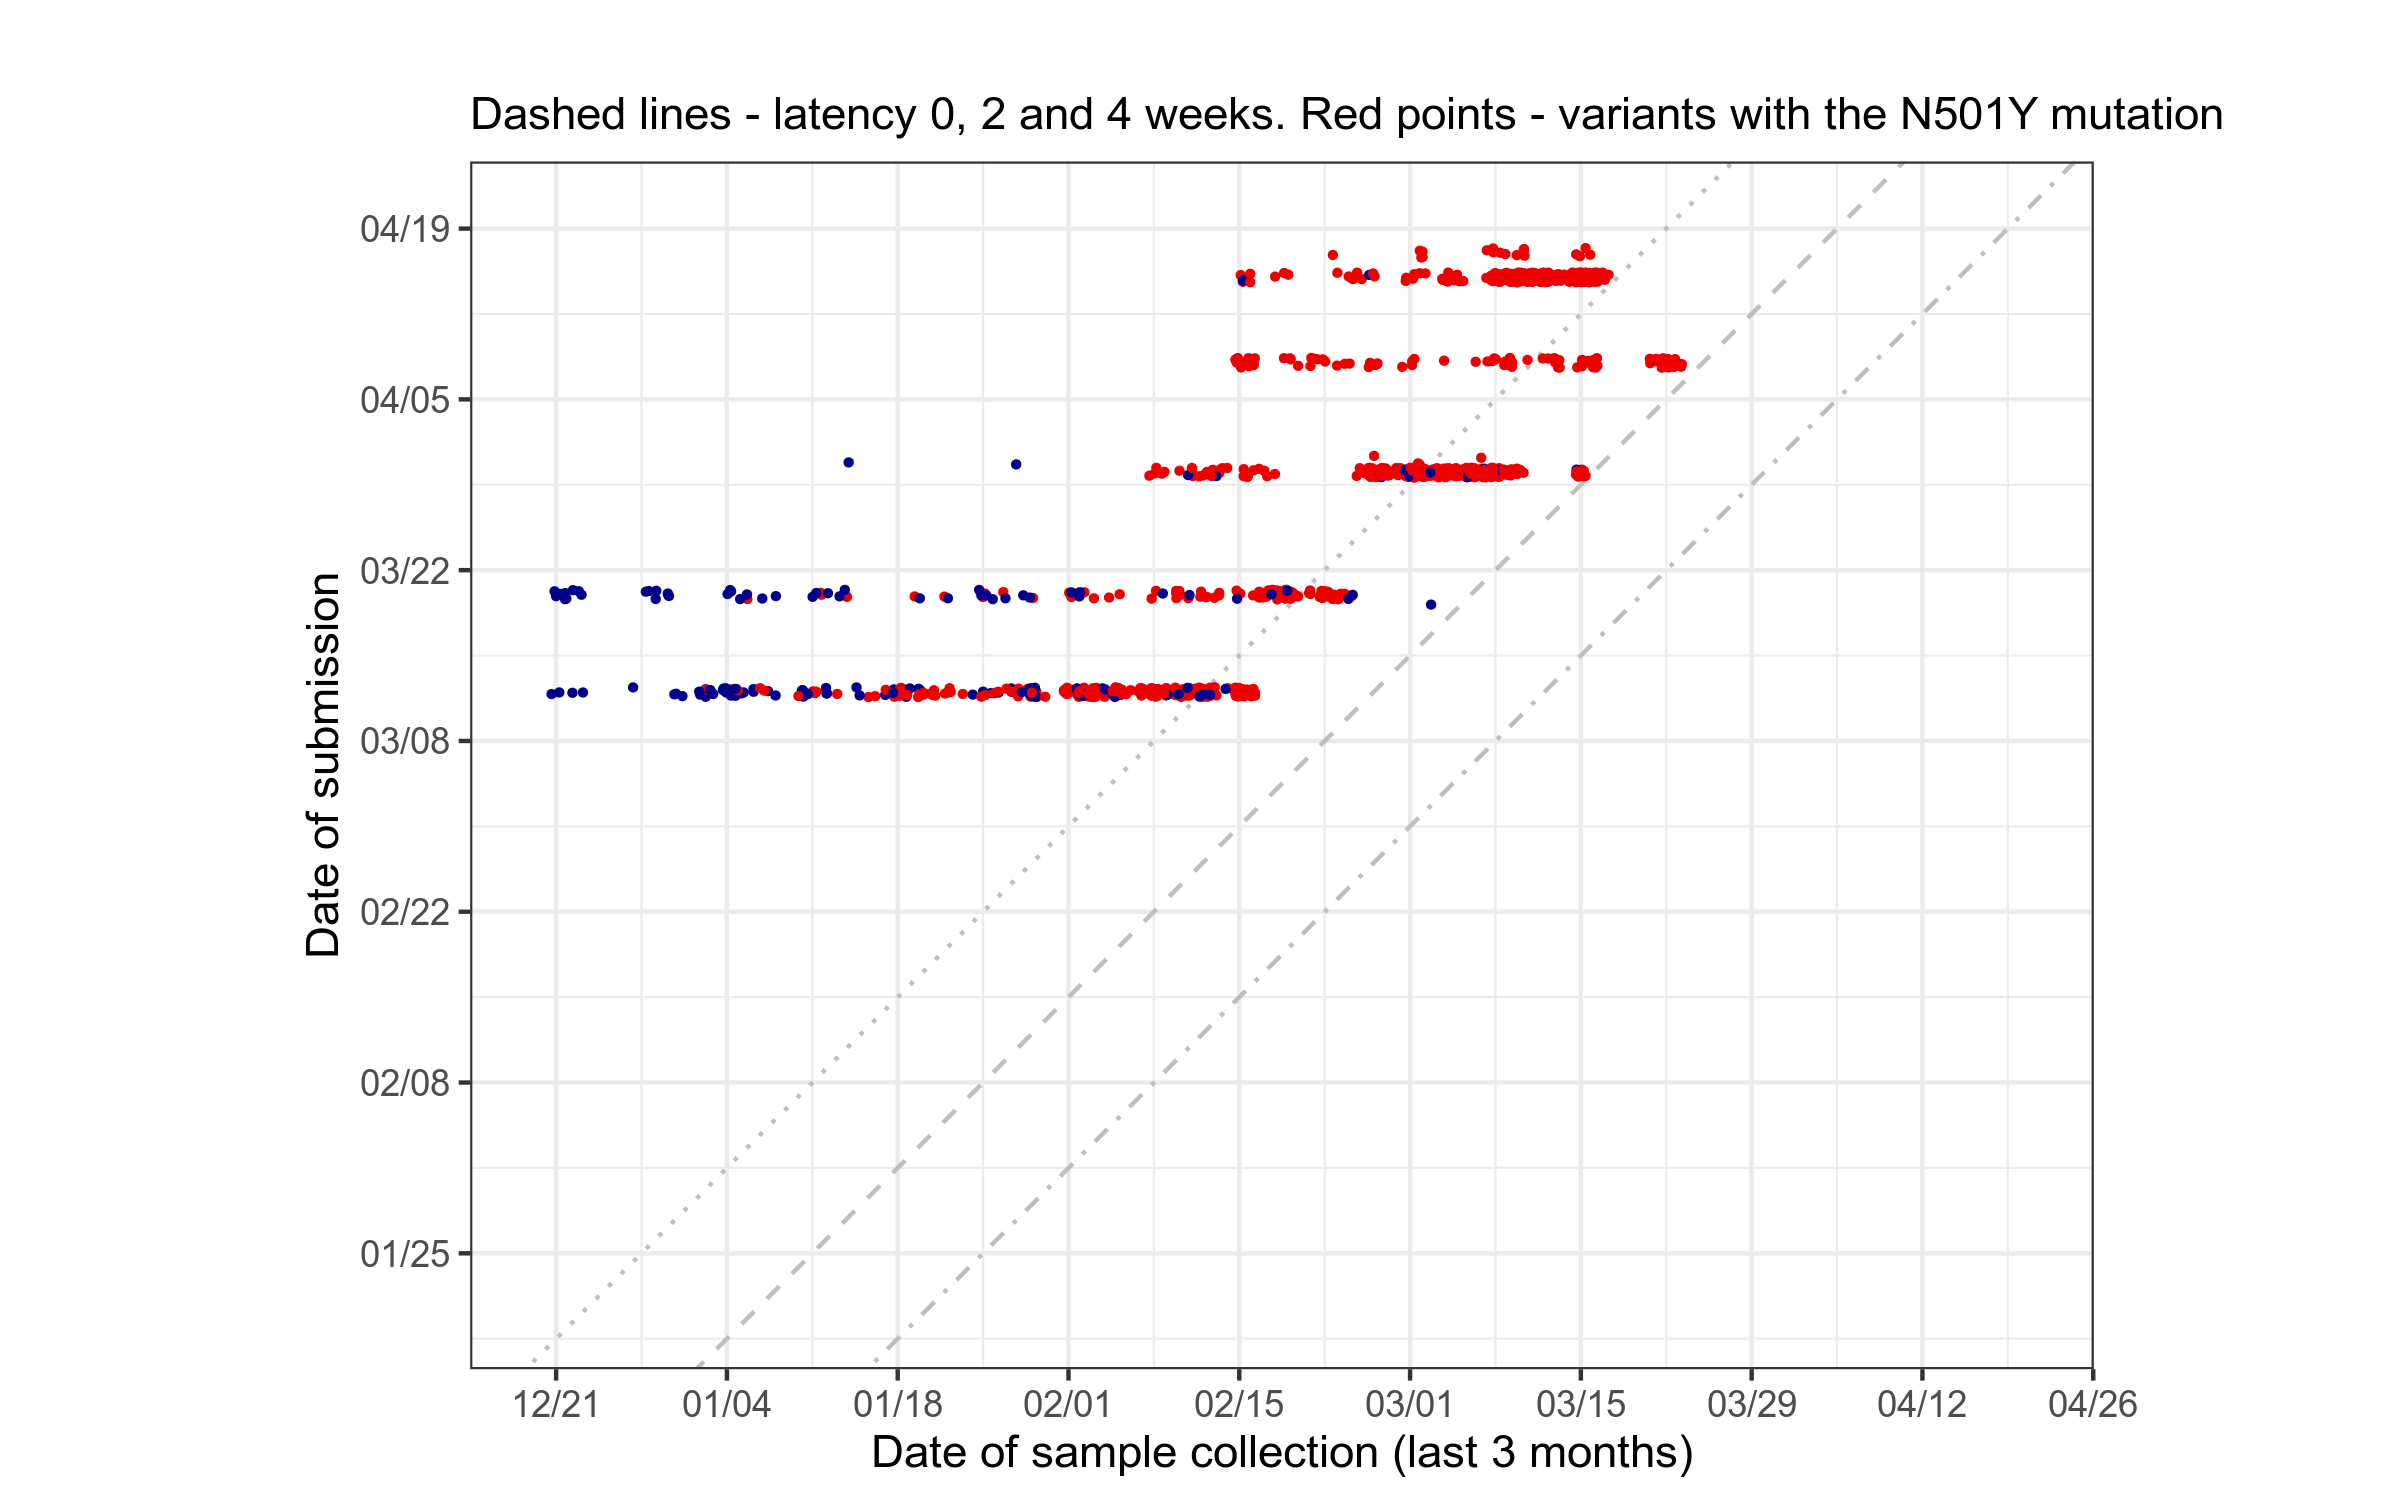 Dashed lines - latency 0, 2 and 4 weeks. Red points - variants with the N501Y mutation
04/19
04/05
03/22
03/08
02/22
02/08
01/25
Date of submission
12/21 01/04 01/18 02/01 02/15 03/01 03/15 03/29 04/12 04/26
Date of sample collection (last 3 months)